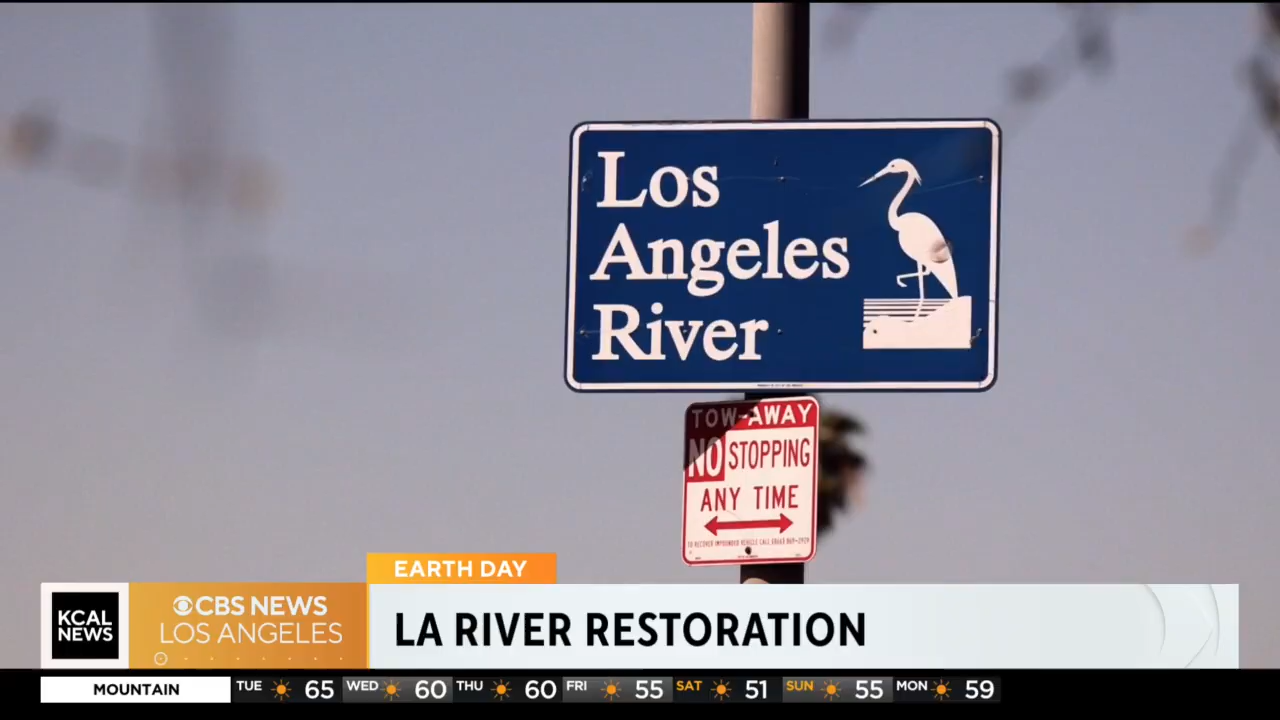 Los
Angeles
River
TOW-AWAY
NO STOPPING
ANY TIME
EARTH DAY
KCAL
NEWS
CBS NEWS
LOS ANGELES
LA RIVER RESTORATION
MOUNTAIN TUE 65 WED 60 THU 60 FRI 55 SAT 51 SUN 55 MON 59